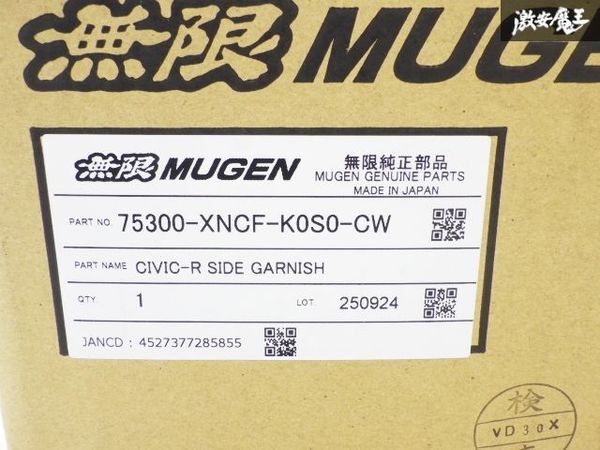 激安魔王
無限 MUGEN
無限 MUGEN
無限純正部品
MUGEN GENUINE PARTS
MADE IN JAPAN
PART NO. 75300-XNCF-K0S0-CW
PART NAME CIVIC-R SIDE GARNISH
QTY. 1 LOT. 250924
JANCD : 4527377285855
検
VD30X